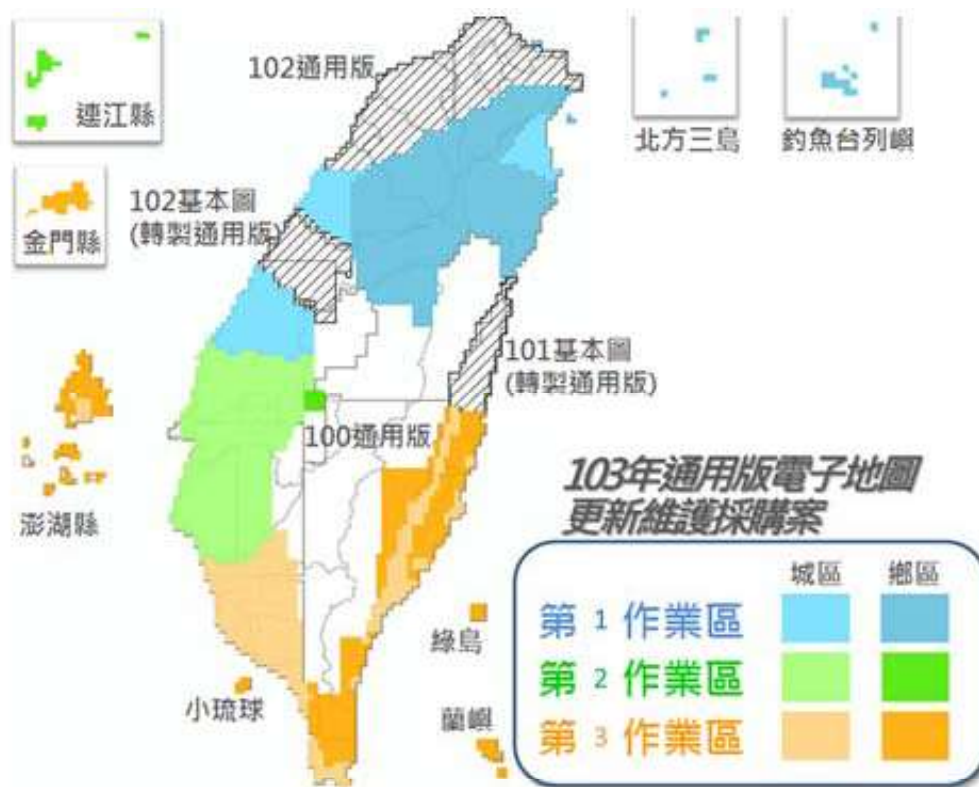 102通用版
連江縣
北方三島
釣魚台列嶼
金門縣
102基本圖
(轉製通用版)
101基本圖
(轉製通用版)
100通用版
澎湖縣
103年通用版電子地圖
更新維護採購案
城區 鄉區
第 1 作業區
第 2 作業區
第 3 作業區
綠島
小琉球
蘭嶼